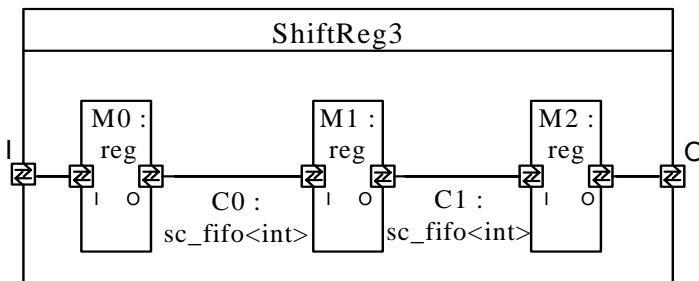 ShiftReg3
M0 :
reg
M1 :
reg
M2 :
reg
I
O
I O
I O
I O
C0 :
sc_fifo<int>
C1 :
sc_fifo<int>